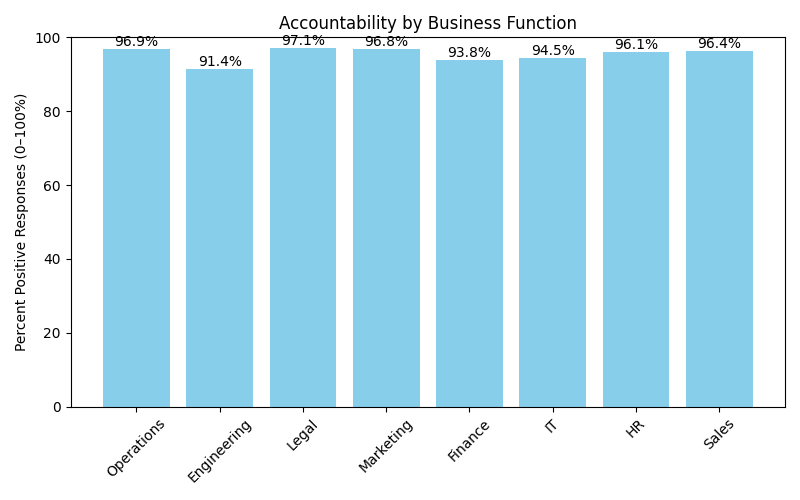 Accountability by Business Function
Percent Positive Responses (0–100%)
100
80
60
40
20
0
96.9%
91.4%
97.1%
96.8%
93.8%
94.5%
96.1%
96.4%
Operations
Engineering
Legal
Marketing
Finance
IT
HR
Sales